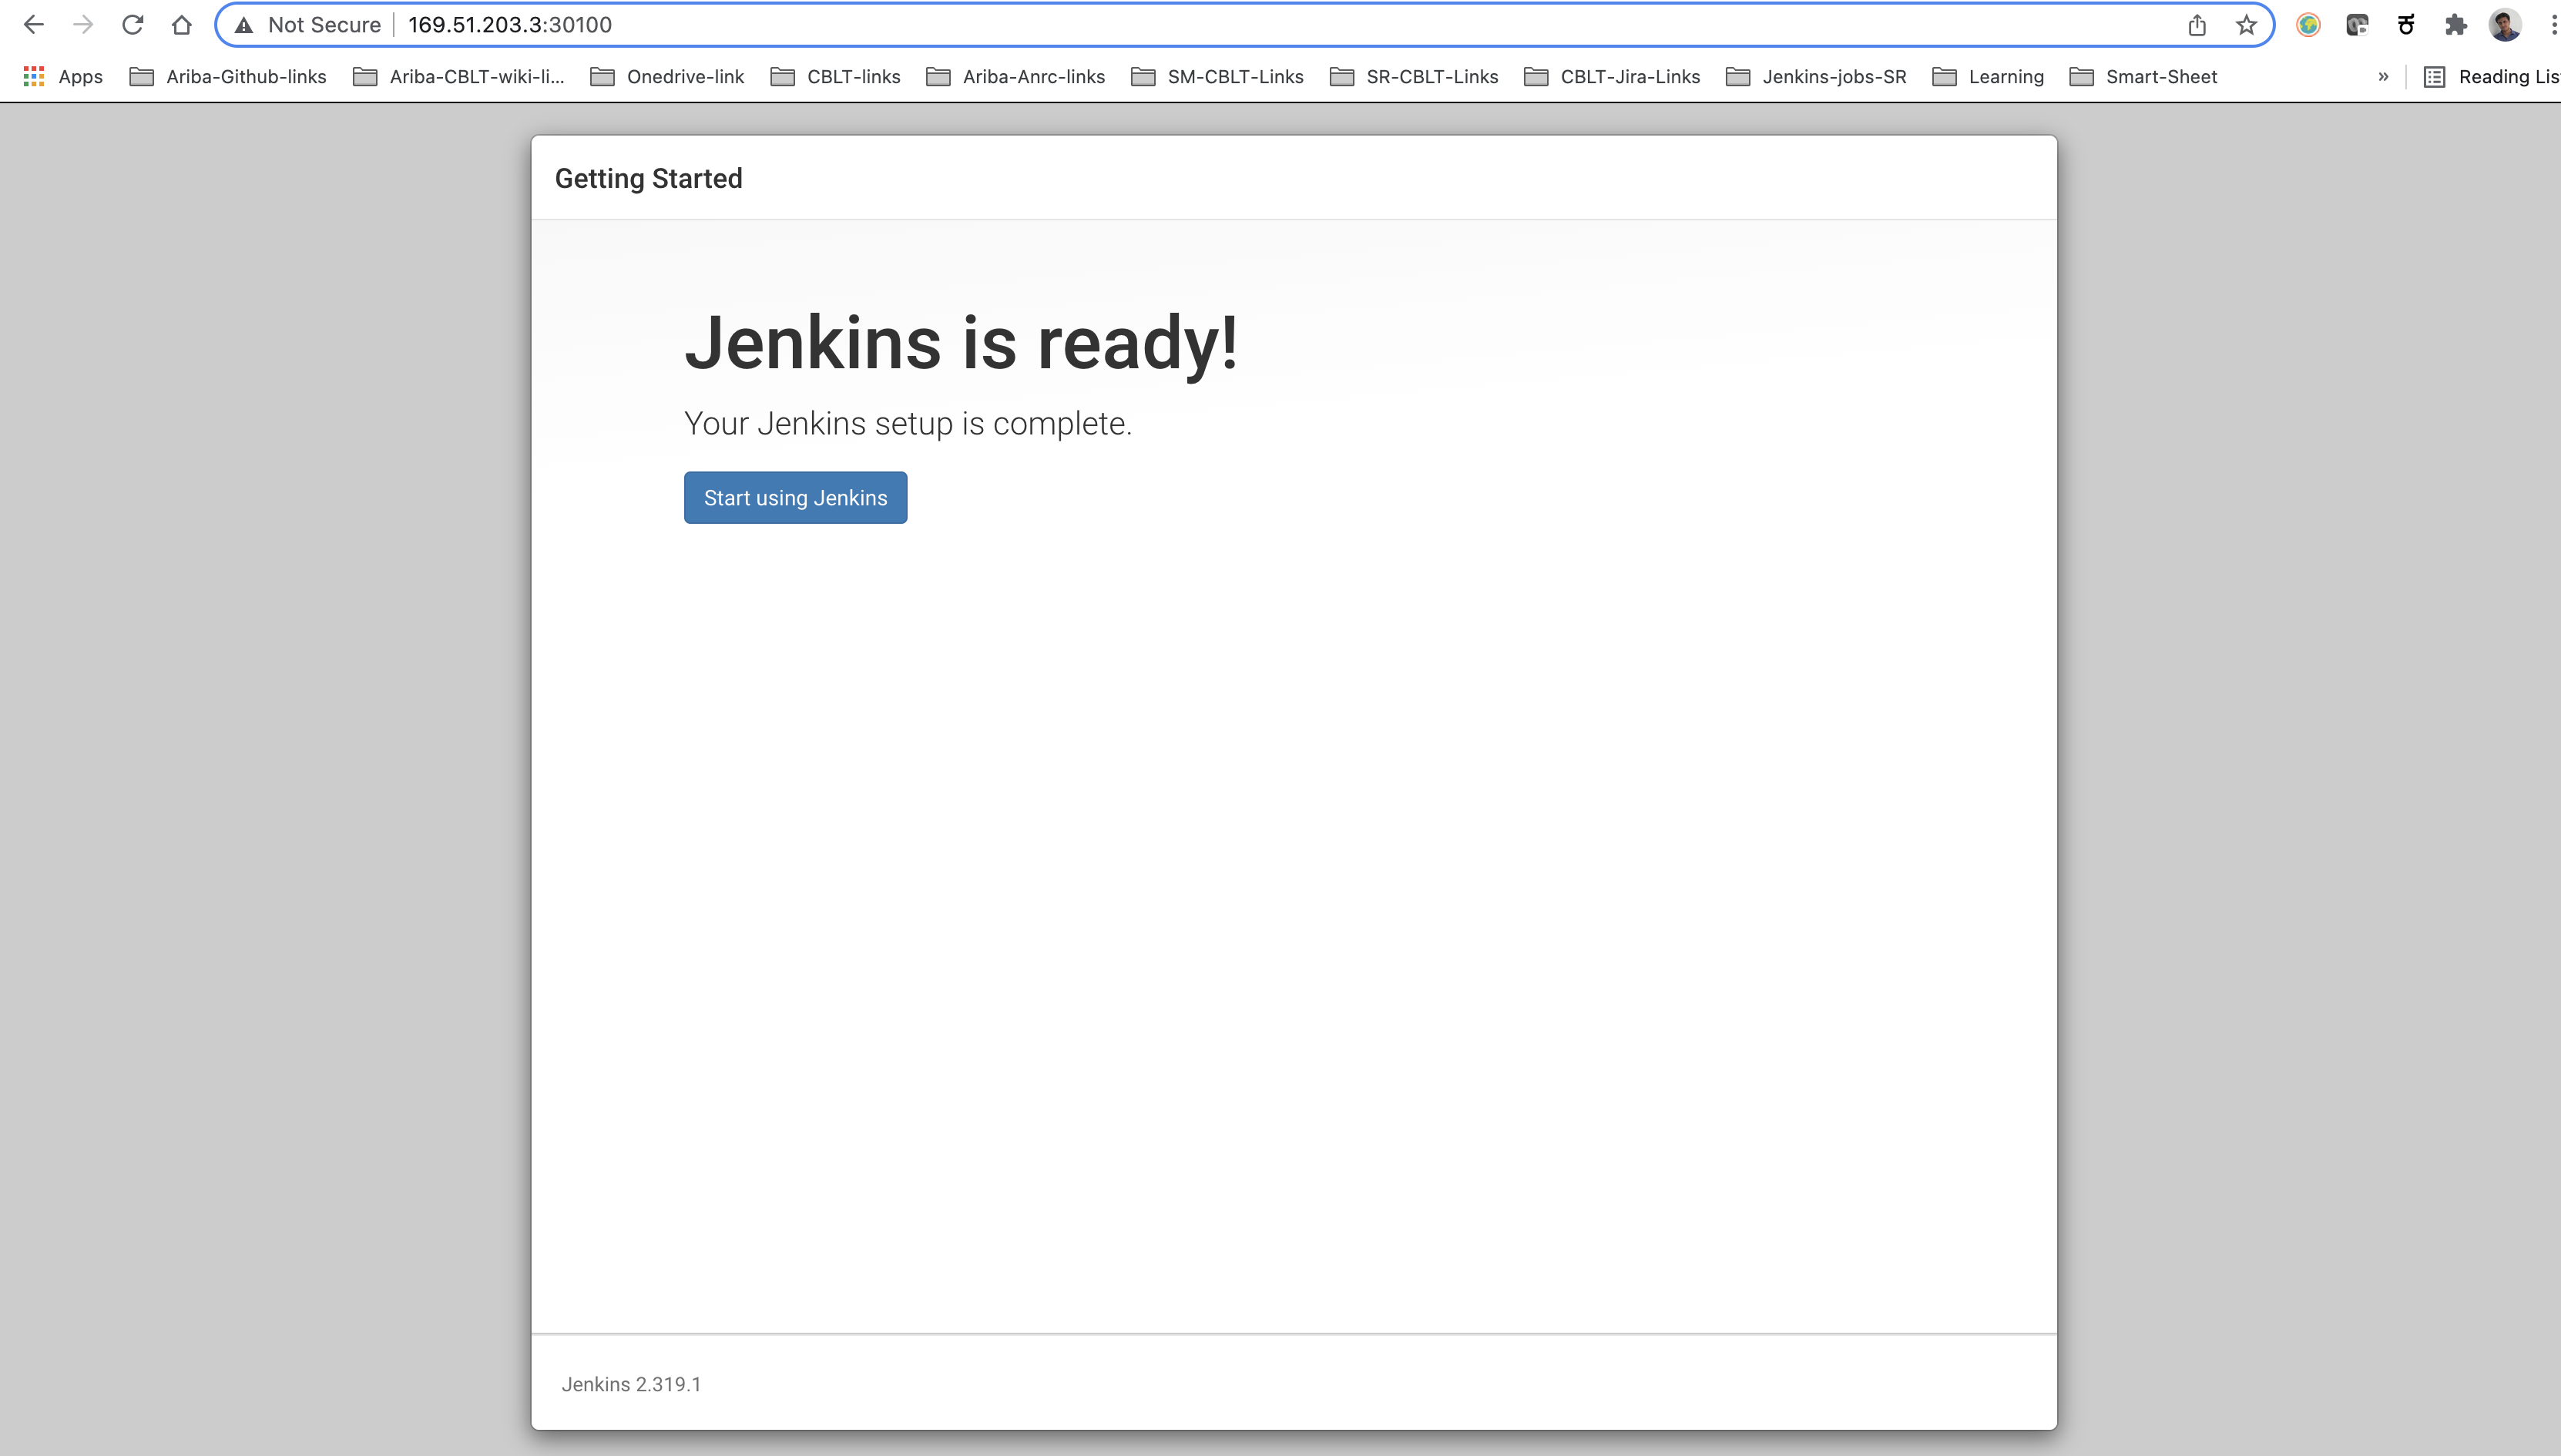 Not Secure 169.51.203.3:30100
Apps Ariba-Github-links Ariba-CBLT-wiki-li... Onedrive-link CBLT-links Ariba-Anrc-links SM-CBLT-Links SR-CBLT-Links CBLT-Jira-Links Jenkins-jobs-SR Learning Smart-Sheet » Reading Lis
Getting Started
Jenkins is ready!
Your Jenkins setup is complete.
Start using Jenkins
Jenkins 2.319.1